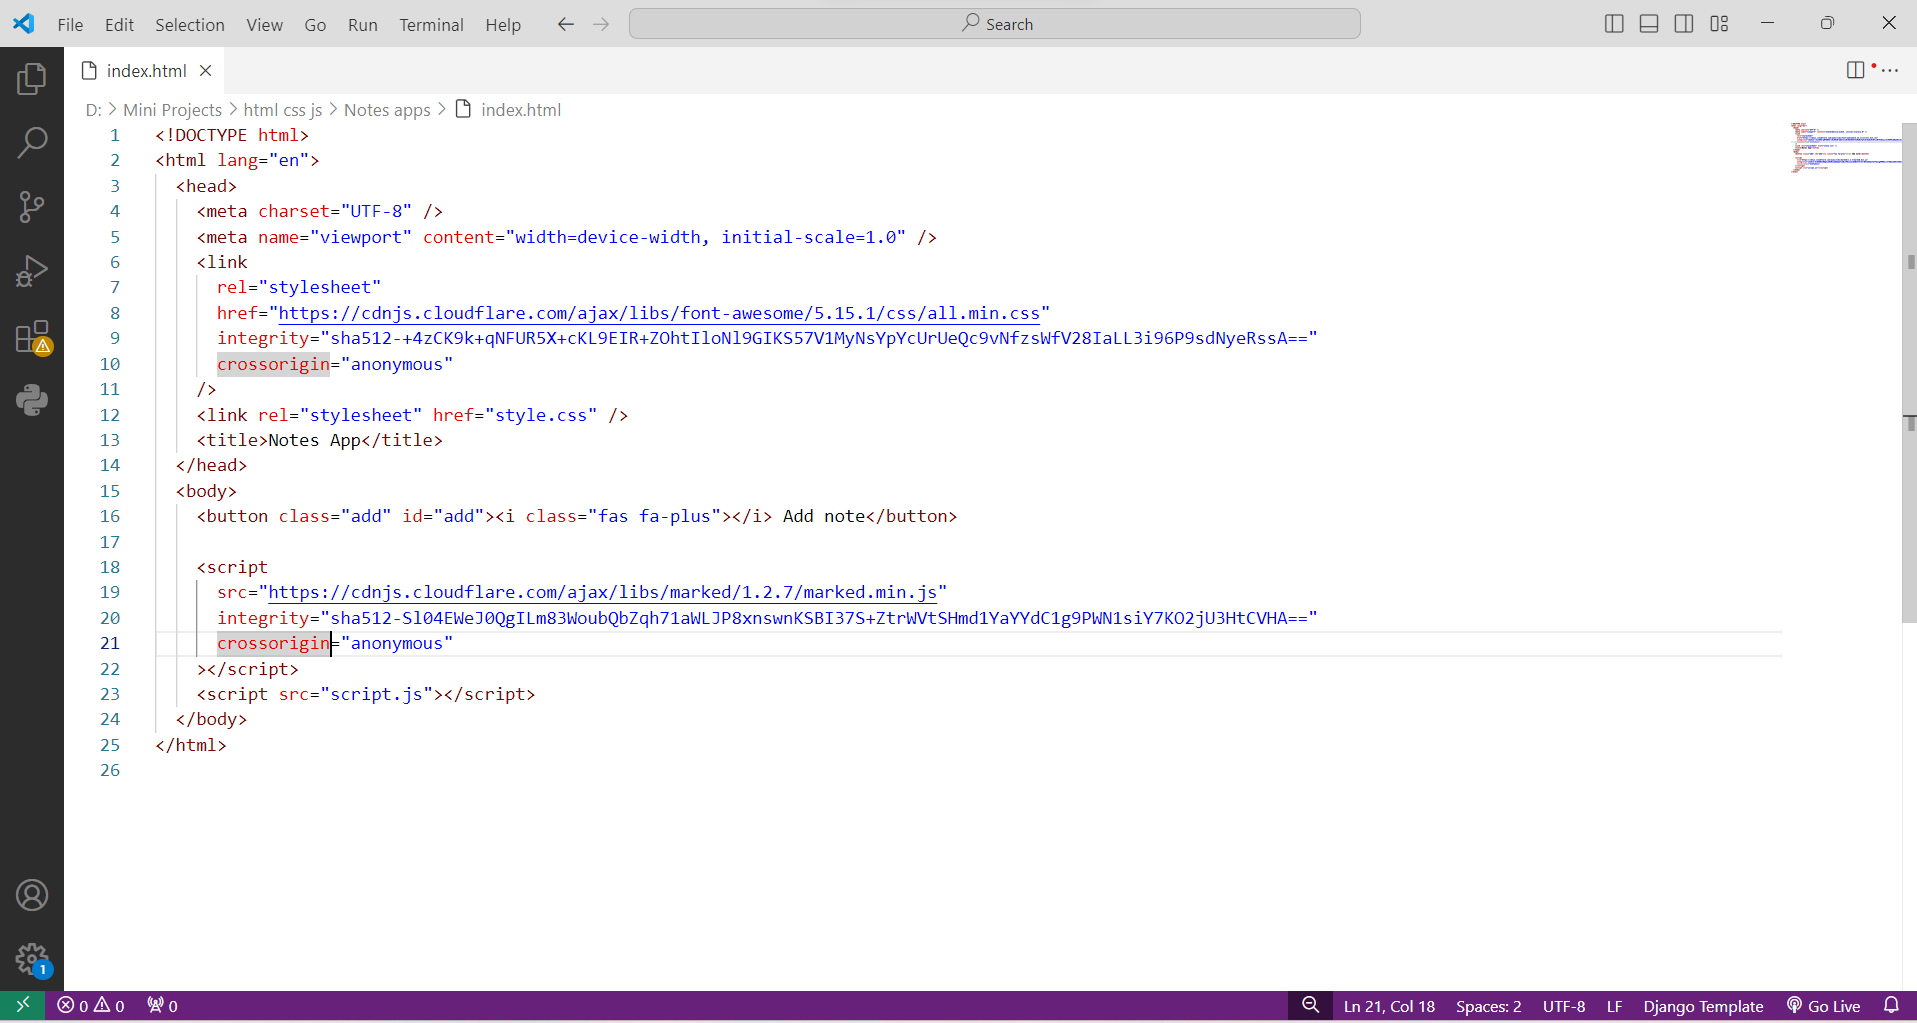 File Edit Selection View Go Run Terminal Help Search
index.html
D: > Mini Projects > html css js > Notes apps > index.html
1 <!DOCTYPE html>
2 <html lang="en">
3 <head>
4 <meta charset="UTF-8" />
5 <meta name="viewport" content="width=device-width, initial-scale=1.0" />
6 <link
7 rel="stylesheet"
8 href="https://cdnjs.cloudflare.com/ajax/libs/font-awesome/5.15.1/css/all.min.css"
9 integrity="sha512-+4zCK9k+qNFUR5X+cKL9EIR+ZOhtIloNl9GIKS57V1MyNsYpYcUrUeQc9vNfzsWfV28IaLL3i96P9sdNyeRssA=="
10 crossorigin="anonymous"
11 />
12 <link rel="stylesheet" href="style.css" />
13 <title>Notes App</title>
14 </head>
15 <body>
16 <button class="add" id="add"><i class="fas fa-plus"></i> Add note</button>
17
18 <script
19 src="https://cdnjs.cloudflare.com/ajax/libs/marked/1.2.7/marked.min.js"
20 integrity="sha512-Sl04EWeJ0QgILm83WoubQbZqh71aWLJP8xnswnKSBI37S+ZtrWVtSHmd1YaYYdC1g9PWN1siY7KO2jU3HtCVHA=="
21 crossorigin="anonymous"
22 ></script>
23 <script src="script.js"></script>
24 </body>
25 </html>
26
1
0 0 0 Ln 21, Col 18 Spaces: 2 UTF-8 LF Django Template Go Live